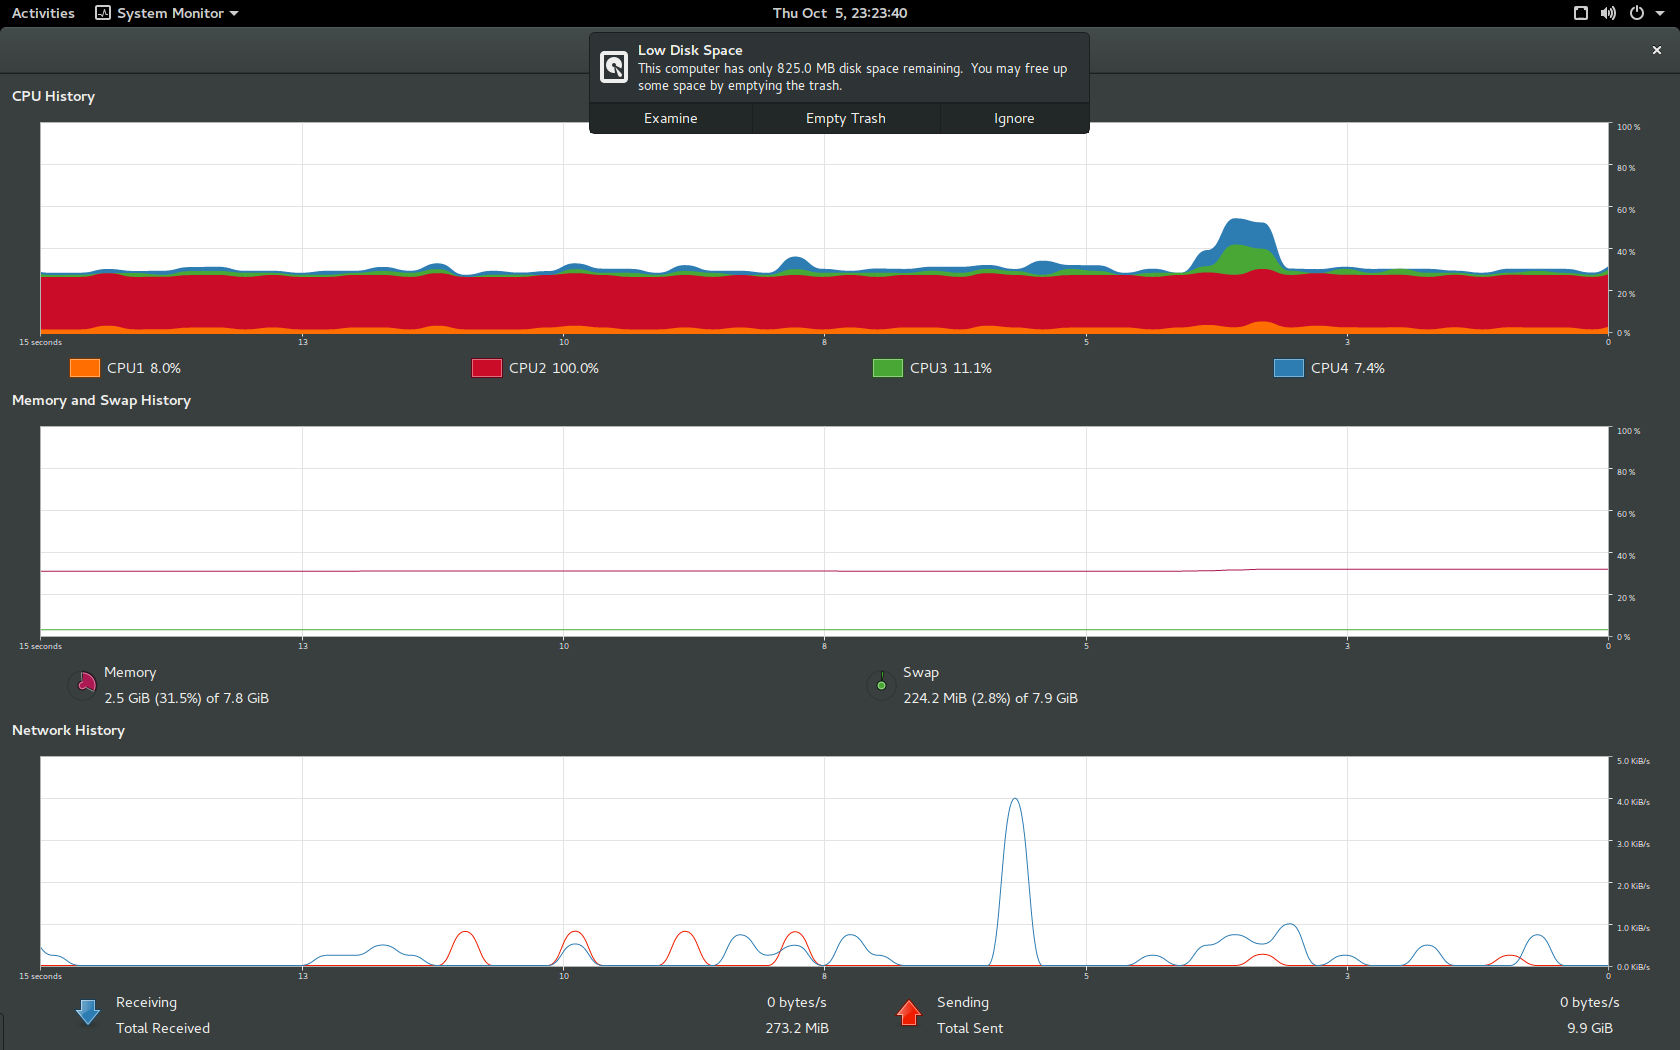 Activities
System Monitor
Thu Oct  5, 23:23:40
Low Disk Space
This computer has only 825.0 MB disk space remaining.  You may free up
some space by emptying the trash.
Examine
Empty Trash
Ignore
CPU History
100 %
80 %
60 %
40 %
20 %
0 %
15 seconds
13
10
8
5
3
0
CPU1 8.0%
CPU2 100.0%
CPU3 11.1%
CPU4 7.4%
Memory and Swap History
100 %
80 %
60 %
40 %
20 %
0 %
15 seconds
13
10
8
5
3
0
Memory
2.5 GiB (31.5%) of 7.8 GiB
Swap
224.2 MiB (2.8%) of 7.9 GiB
Network History
5.0 KiB/s
4.0 KiB/s
3.0 KiB/s
2.0 KiB/s
1.0 KiB/s
0.0 KiB/s
15 seconds
13
10
8
5
3
0
Receiving
0 bytes/s
Total Received
273.2 MiB
Sending
0 bytes/s
Total Sent
9.9 GiB